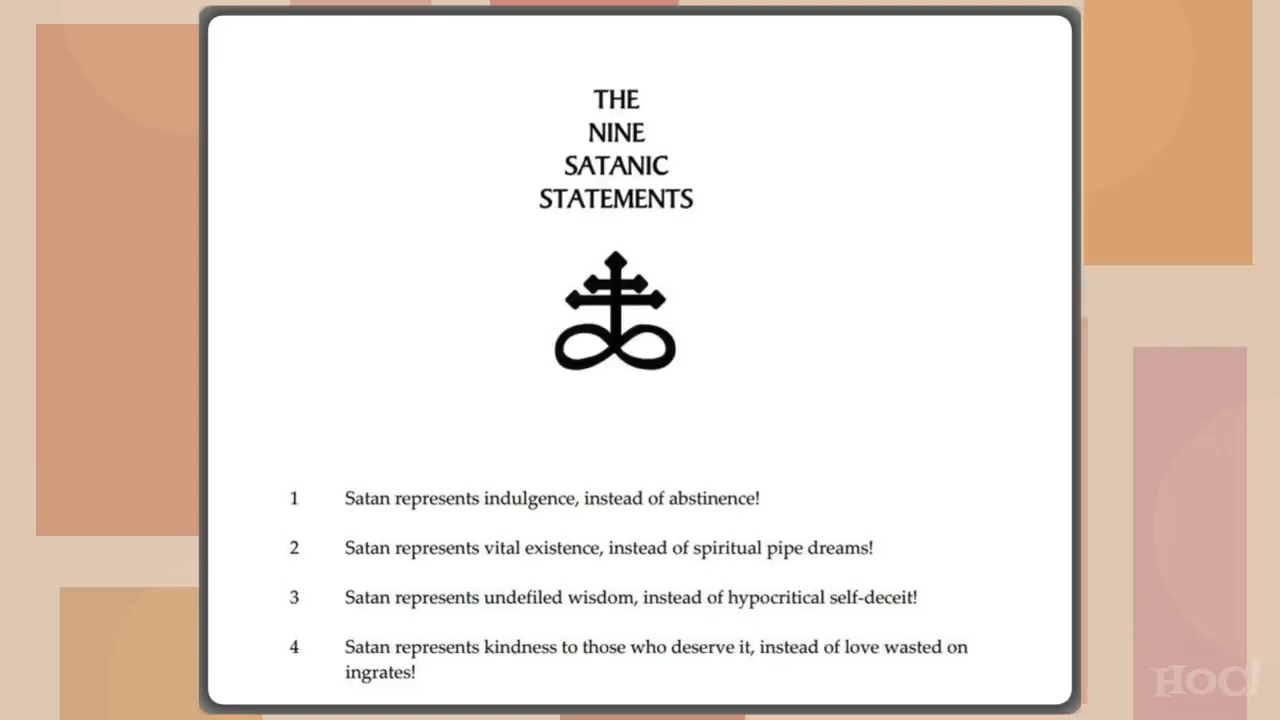 THE
NINE
SATANIC
STATEMENTS
1 Satan represents indulgence, instead of abstinence!
2 Satan represents vital existence, instead of spiritual pipe dreams!
3 Satan represents undefiled wisdom, instead of hypocritical self-deceit!
4 Satan represents kindness to those who deserve it, instead of love wasted on
ingrates!
HOC!